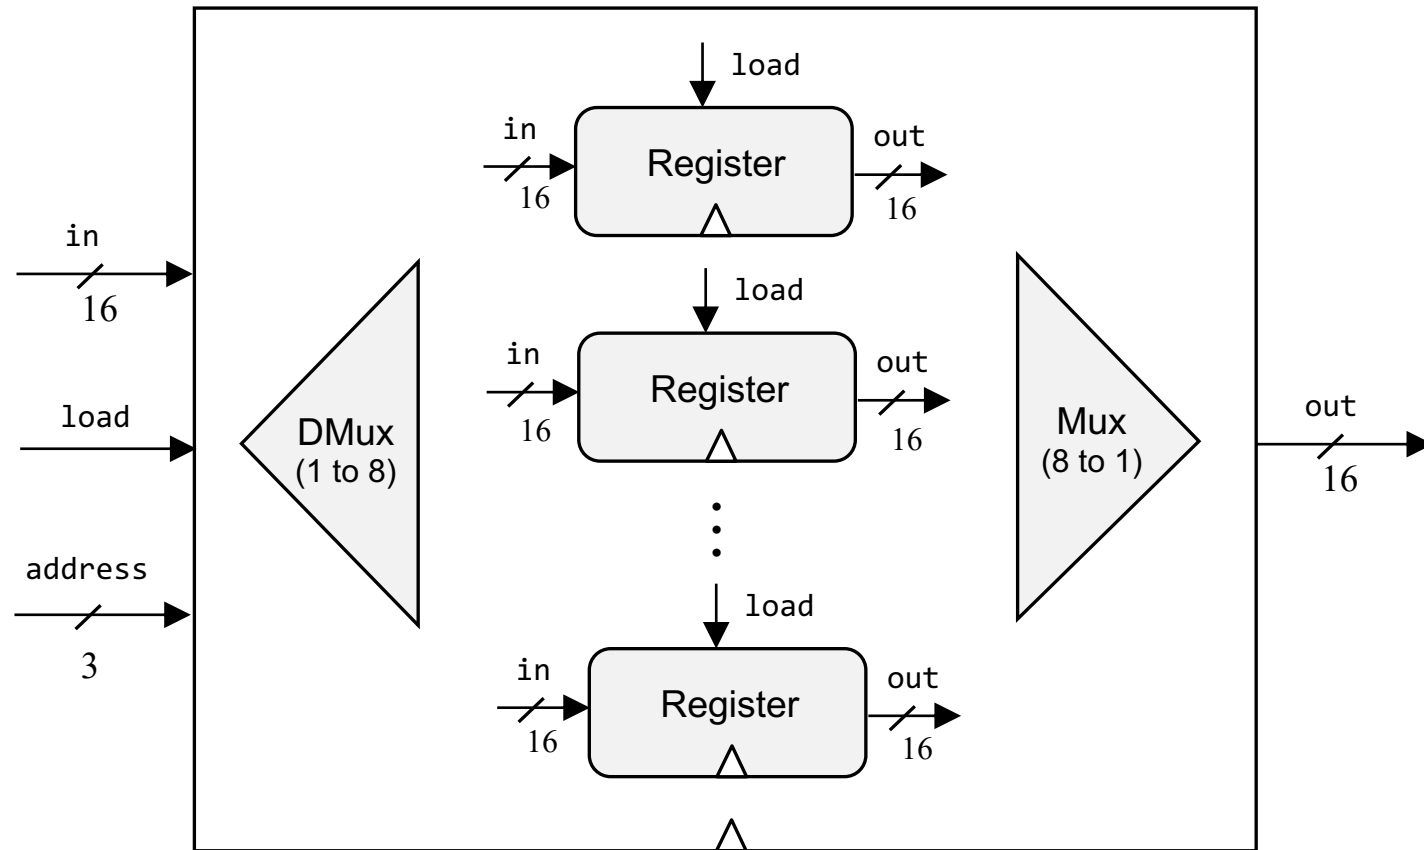 load
in
Register
out
16
16
in
16
load
in
Register
out
16
16
load
DMux
(1 to 8)
Mux
(8 to 1)
out
16
address
3
load
in
Register
out
16
16